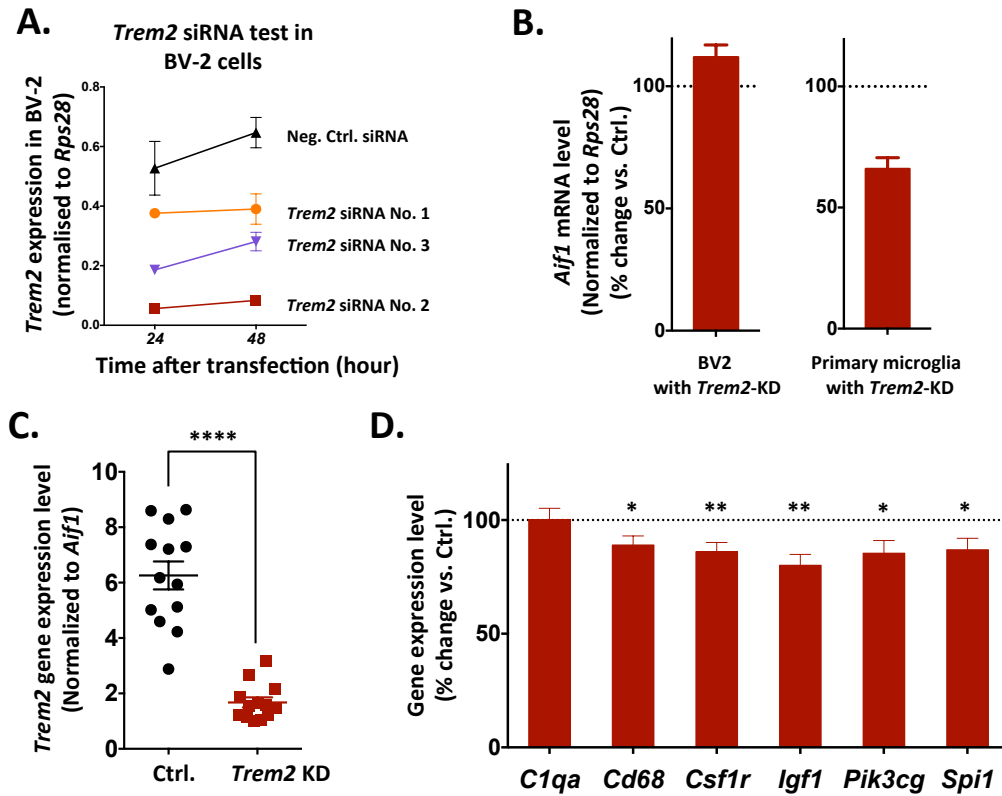 A.
Trem2 siRNA test in
BV-2 cells
Trem2 expression in BV-2
(normalised to Rps28)
0.8
0.6
0.4
0.2
0.0
Neg. Ctrl. siRNA
Trem2 siRNA No. 1
Trem2 siRNA No. 3
Trem2 siRNA No. 2
24
48
Time after transfection (hour)
B.
Aif1 mRNA level
(Normalized to Rps28)
(% change vs. Ctrl.)
100
50
0
BV2
with Trem2-KD
100
50
0
Primary microglia
with Trem2-KD
C.
Trem2 gene expression level
(Normalized to Aif1)
****
10
8
6
4
2
0
Ctrl.
Trem2 KD
D.
Gene expression level
(% change vs. Ctrl.)
100
50
0
* ** ** * *
C1qa Cd68 Csf1r Igf1 Pik3cg Spi1